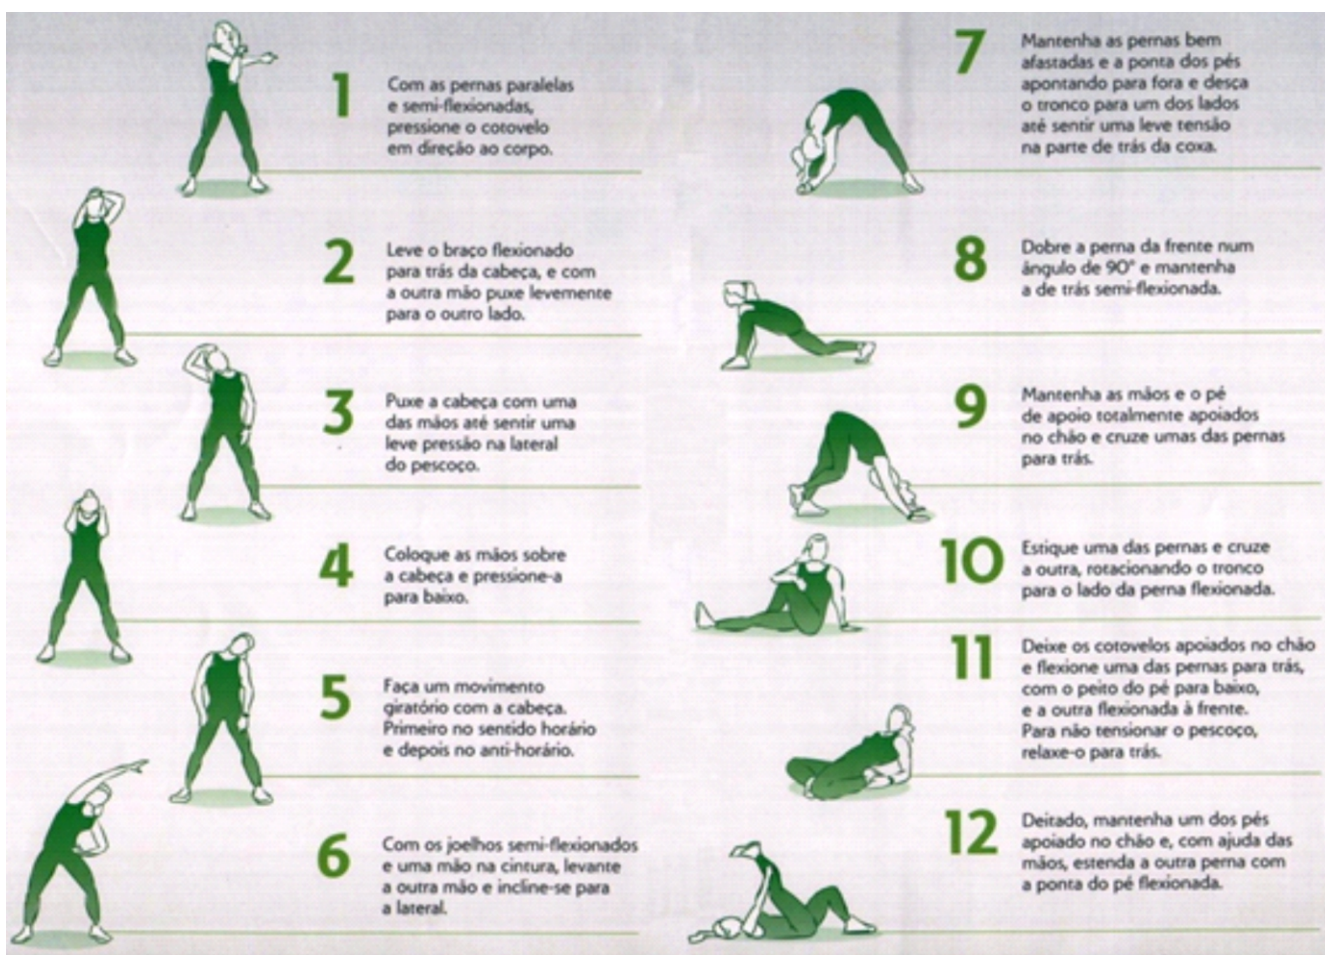 1
Com as pernas paralelas
e semi-flexionadas,
pressione o cotovelo
em direção ao corpo.
2
Leve o braço flexionado
para trás da cabeça, e com
a outra mão puxe levemente
para o outro lado.
3
Puxe a cabeça com uma
das mãos até sentir uma
leve pressão na lateral
do pescoço.
4
Coloque as mãos sobre
a cabeça e pressione-a
para baixo.
5
Faça um movimento
giratório com a cabeça.
Primeiro no sentido horário
e depois no anti-horário.
6
Com os joelhos semi-flexionados
e uma mão na cintura, levante
a outra mão e incline-se para
a lateral.
7
Mantenha as pernas bem
afastadas e a ponta dos pés
apontando para fora e desça
o tronco para um dos lados
até sentir uma leve tensão
na parte de trás da coxa.
8
Dobre a perna da frente num
ângulo de 90° e mantenha
a de trás semi-flexionada.
9
Mantenha as mãos e o pé
de apoio totalmente apoiados
no chão e cruze umas das pernas
para trás.
10
Estique uma das pernas e cruze
a outra, rotacionando o tronco
para o lado da perna flexionada.
11
Deixe os cotovelos apoiados no chão
e flexione uma das pernas para trás,
com o peito do pé para baixo,
e a outra flexionada à frente.
Para não tensionar o pescoço,
relaxe-o para trás.
12
Deitado, mantenha um dos pés
apoiado no chão e, com ajuda das
mãos, estenda a outra perna com
a ponta do pé flexionada.